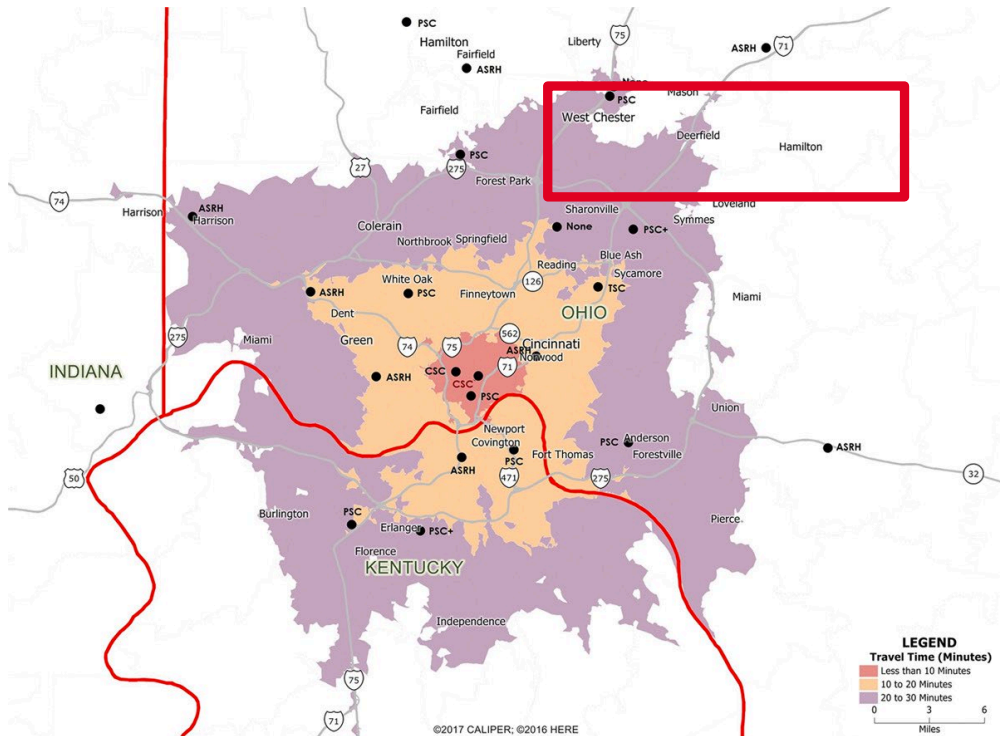 PSC
Hamilton
Fairfield
ASRH
Liberty
75
ASRH
71
None
PSC
Mason
Fairfield
West Chester
Deerfield
Hamilton
PSC
275
27
Forest Park
74
Harrison
ASRH
Harrison
Loveland
Sharonville
Symmes
None
PSC+
Colerain
Northbrook
Springfield
Blue Ash
Reading
Sycamore
White Oak
126
TSC
ASRH
PSC
Finneytown
Miami
Dent
OHIO
Green
562
275
Miami
74
75
Cincinnati
ASRH
Norwood
71
INDIANA
CSC
CSC
ASRH
PSC
Union
Newport
Covington
PSC
Anderson
ASRH
PSC
Fort Thomas
Forestville
ASRH
50
471
275
32
Burlington
PSC
Pierce
Erlanger
PSC+
Florence
KENTUCKY
Independence
LEGEND
Travel Time (Minutes)
Less than 10 Minutes
10 to 20 Minutes
20 to 30 Minutes
75
0 3 6
Miles
71
©2017 CALIPER; ©2016 HERE